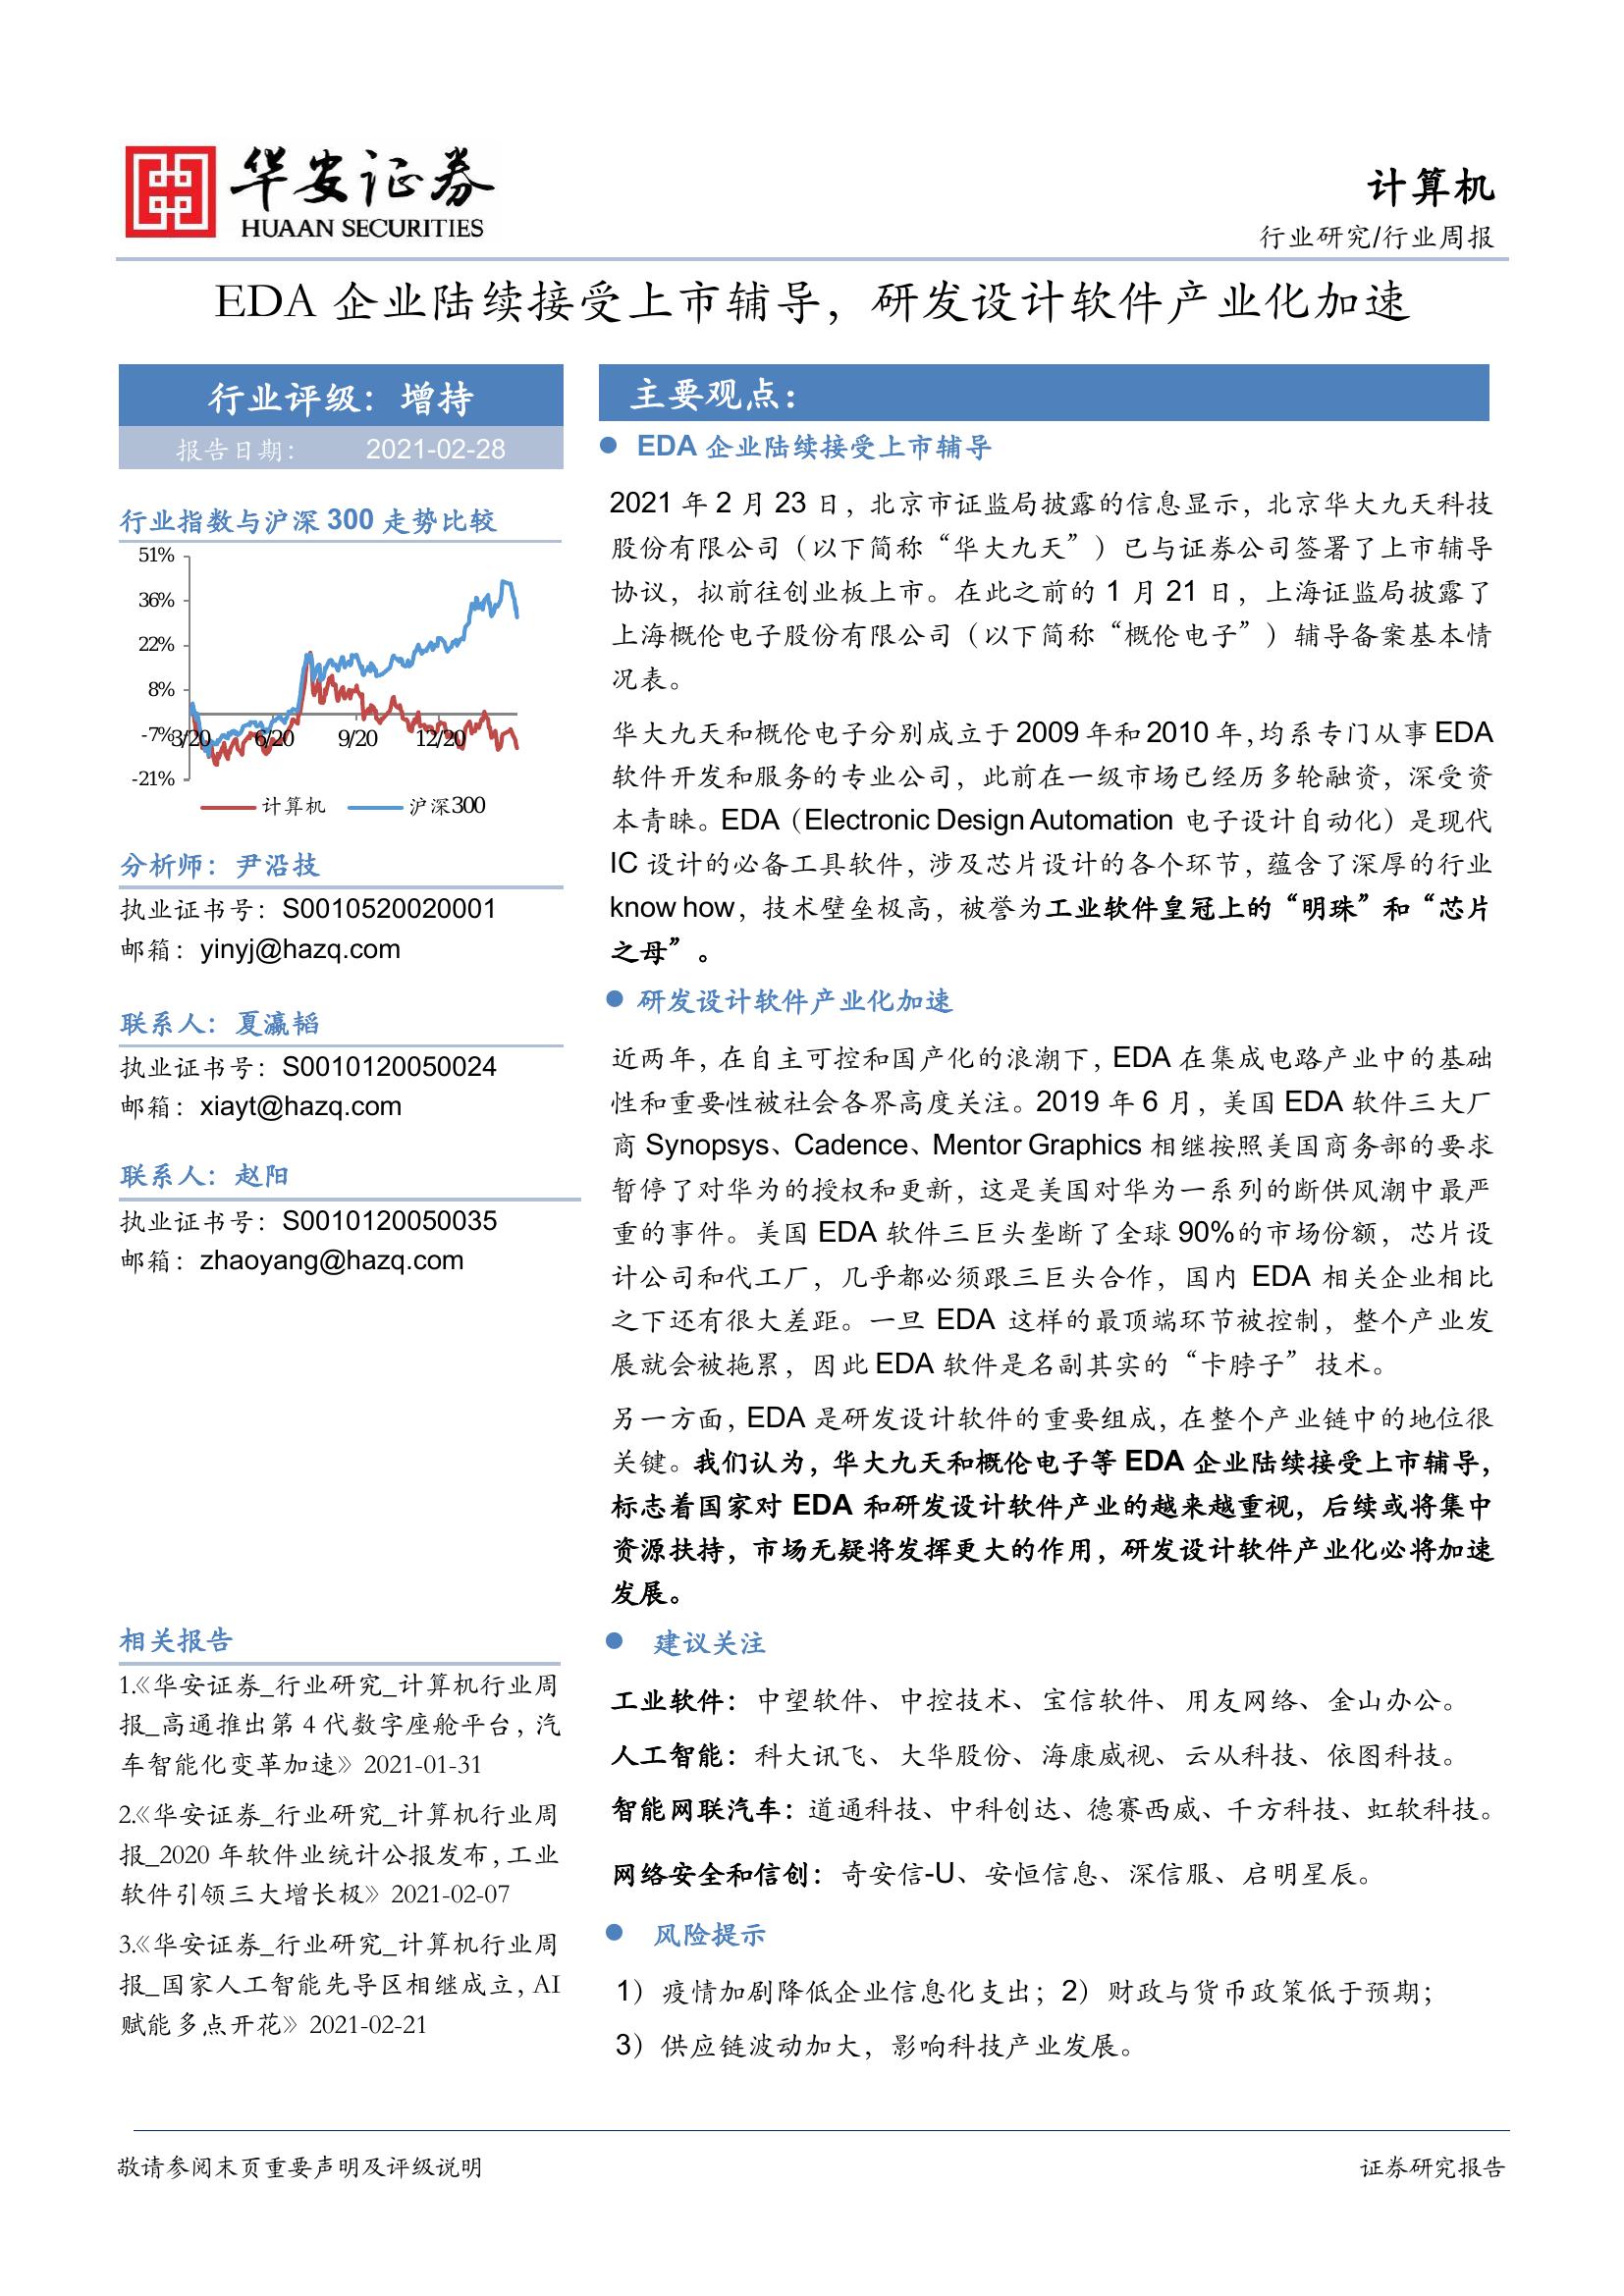 华安证券
HUAAN SECURITIES
计算机
行业研究/行业周报
EDA 企业陆续接受上市辅导，研发设计软件产业化加速
行业评级：增持
报告日期： 2021-02-28
行业指数与沪深 300 走势比较
51%
36%
22%
8%
-7%
-21%
3/20 6/20 9/20 12/20
计算机 沪深300
分析师：尹沿技
执业证书号：S0010520020001
邮箱：yinyj@hazq.com
联系人：夏瀛韬
执业证书号：S0010120050024
邮箱：xiayt@hazq.com
联系人：赵阳
执业证书号：S0010120050035
邮箱：zhaoyang@hazq.com
相关报告
1.《华安证券_行业研究_计算机行业周
报_高通推出第 4 代数字座舱平台，汽
车智能化变革加速》2021-01-31
2.《华安证券_行业研究_计算机行业周
报_2020 年软件业统计公报发布，工业
软件引领三大增长极》2021-02-07
3.《华安证券_行业研究_计算机行业周
报_国家人工智能先导区相继成立，AI
赋能多点开花》2021-02-21
主要观点：
● EDA 企业陆续接受上市辅导
2021 年 2 月 23 日，北京市证监局披露的信息显示，北京华大九天科技
股份有限公司（以下简称“华大九天”）已与证券公司签署了上市辅导
协议，拟前往创业板上市。在此之前的 1 月 21 日，上海证监局披露了
上海概伦电子股份有限公司（以下简称“概伦电子”）辅导备案基本情
况表。
华大九天和概伦电子分别成立于 2009 年和 2010 年，均系专门从事 EDA
软件开发和服务的专业公司，此前在一级市场已经历多轮融资，深受资
本青睐。EDA（Electronic Design Automation 电子设计自动化）是现代
IC 设计的必备工具软件，涉及芯片设计的各个环节，蕴含了深厚的行业
know how，技术壁垒极高，被誉为工业软件皇冠上的“明珠”和“芯片
之母”。
● 研发设计软件产业化加速
近两年，在自主可控和国产化的浪潮下，EDA 在集成电路产业中的基础
性和重要性被社会各界高度关注。2019 年 6 月，美国 EDA 软件三大厂
商 Synopsys、Cadence、Mentor Graphics 相继按照美国商务部的要求
暂停了对华为的授权和更新，这是美国对华为一系列的断供风潮中最严
重的事件。美国 EDA 软件三巨头垄断了全球 90%的市场份额，芯片设
计公司和代工厂，几乎都必须跟三巨头合作，国内 EDA 相关企业相比
之下还有很大差距。一旦 EDA 这样的最顶端环节被控制，整个产业发
展就会被拖累，因此 EDA 软件是名副其实的“卡脖子”技术。
另一方面，EDA 是研发设计软件的重要组成，在整个产业链中的地位很
关键。我们认为，华大九天和概伦电子等 EDA 企业陆续接受上市辅导，
标志着国家对 EDA 和研发设计软件产业的越来越重视，后续或将集中
资源扶持，市场无疑将发挥更大的作用，研发设计软件产业化必将加速
发展。
● 建议关注
工业软件：中望软件、中控技术、宝信软件、用友网络、金山办公。
人工智能：科大讯飞、大华股份、海康威视、云从科技、依图科技。
智能网联汽车：道通科技、中科创达、德赛西威、千方科技、虹软科技。
网络安全和信创：奇安信-U、安恒信息、深信服、启明星辰。
● 风险提示
1）疫情加剧降低企业信息化支出；2）财政与货币政策低于预期；
3）供应链波动加大，影响科技产业发展。
敬请参阅末页重要声明及评级说明
证券研究报告